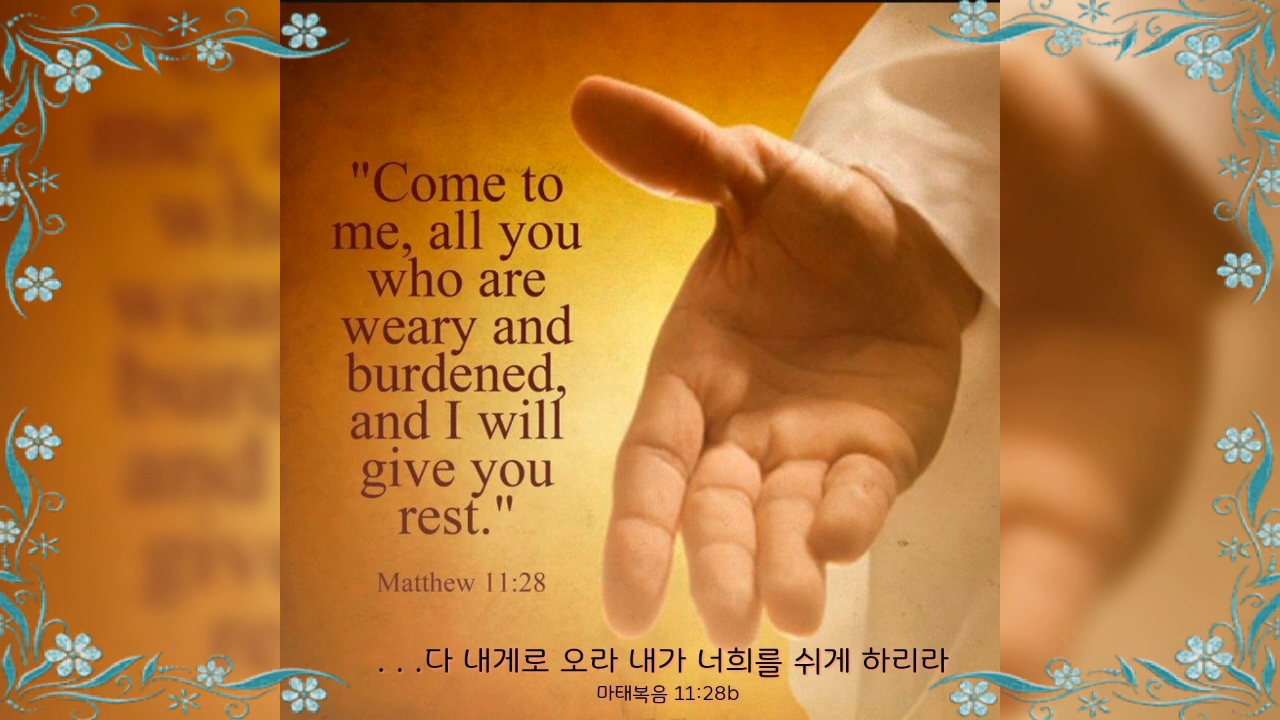 "Come to
me, all you
who are
weary and
burdened,
and I will
give you
rest."
Matthew 11:28
. . .다 내게로 오라 내가 너희를 쉬게 하리라
마태복음 11:28b